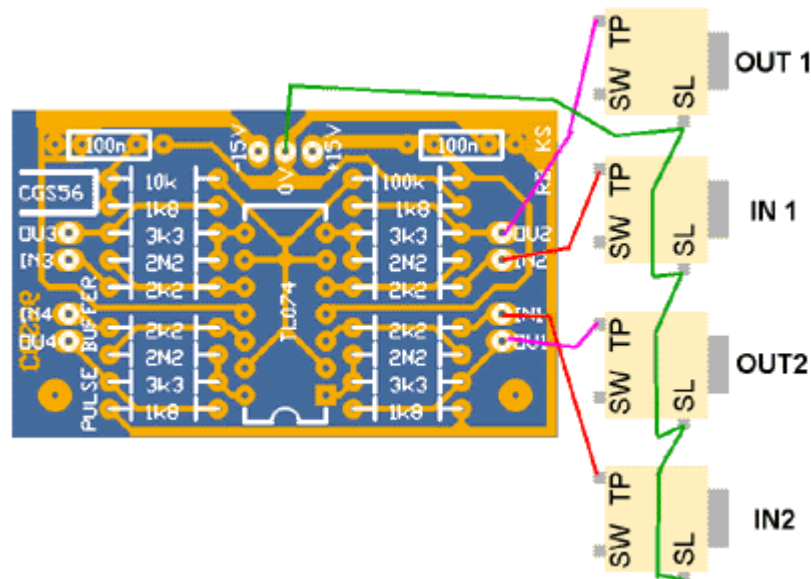 TP
SW
SL
OUT 1
-15V
0V
+15V
100n
100n
KS
CGS56
10k
100k
1k8
1k8
OU3
3k3
3k3
OU2
IN3
2M2
2M2
IN2
2k2
2k2
TP
SW
SL
IN 1
TL074
IN4
IN1
OU4
2k2
2k2
OU1
2M2
2M2
3k3
3k3
1k8
1k8
PULSE BUFFER
TP
SW
SL
OUT2
TP
SW
SL
IN2